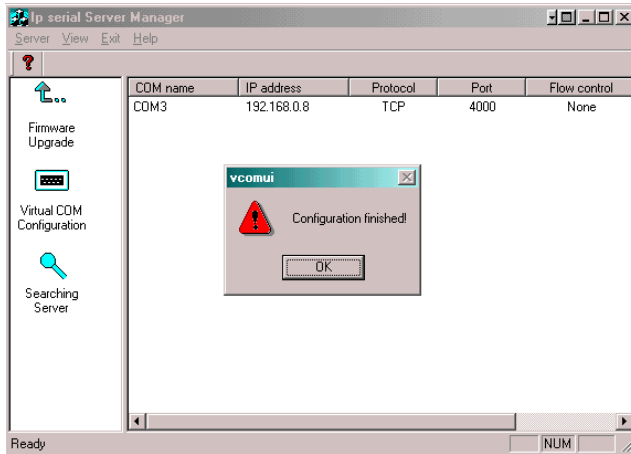 Ip serial Server Manager
Server View Exit Help
COM name IP address Protocol Port Flow control
COM3 192.168.0.8 TCP 4000 None
Firmware
Upgrade
Virtual COM
Configuration
Searching
Server
vcomui
Configuration finished!
OK
Ready NUM